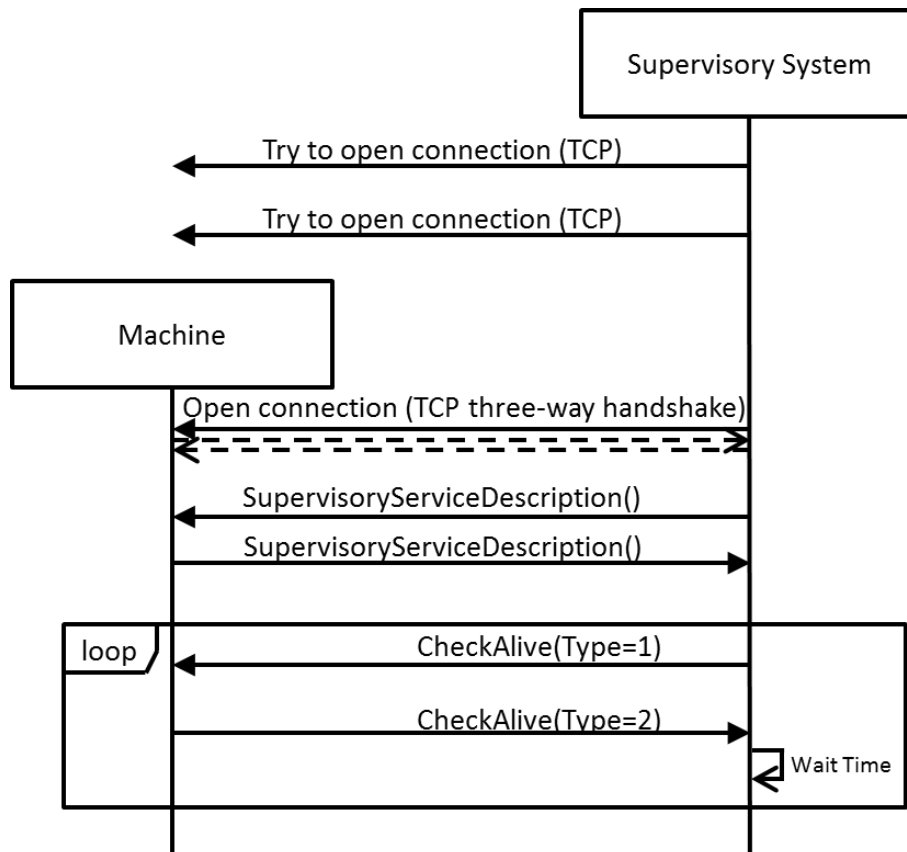 Supervisory System
Try to open connection (TCP)
Try to open connection (TCP)
Machine
Open connection (TCP three-way handshake)
SupervisoryServiceDescription()
SupervisoryServiceDescription()
loop
CheckAlive(Type=1)
CheckAlive(Type=2)
Wait Time